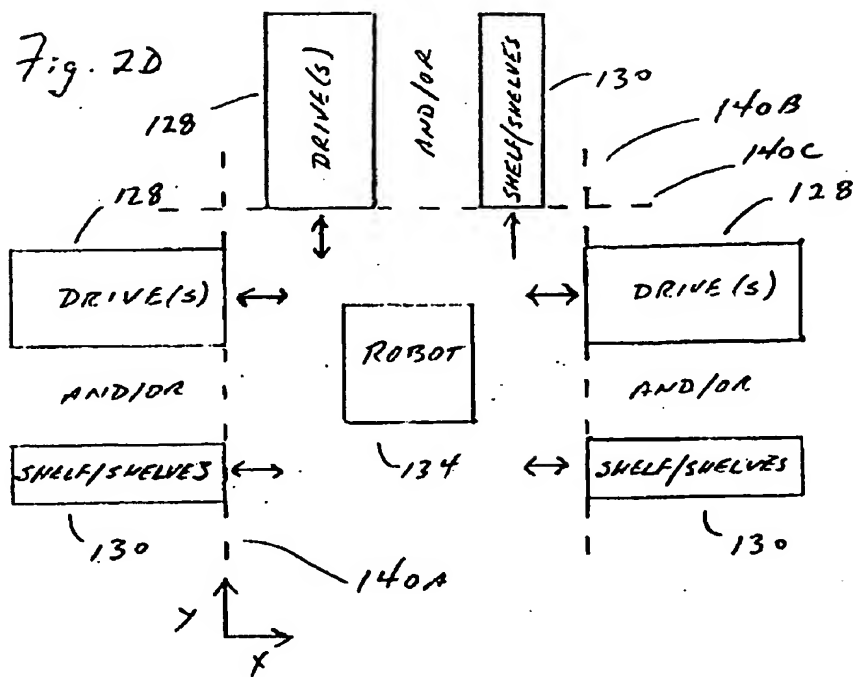 Fig. 2D
128
DRIVE(S)
AND/OR
SHELF/SHELVES
130
140B
140C
128
128
DRIVE(S)
DRIVE(S)
ROBOT
AND/OR
AND/OR
134
SHELF/SHELVES
SHELF/SHELVES
130
140A
130
Y
X